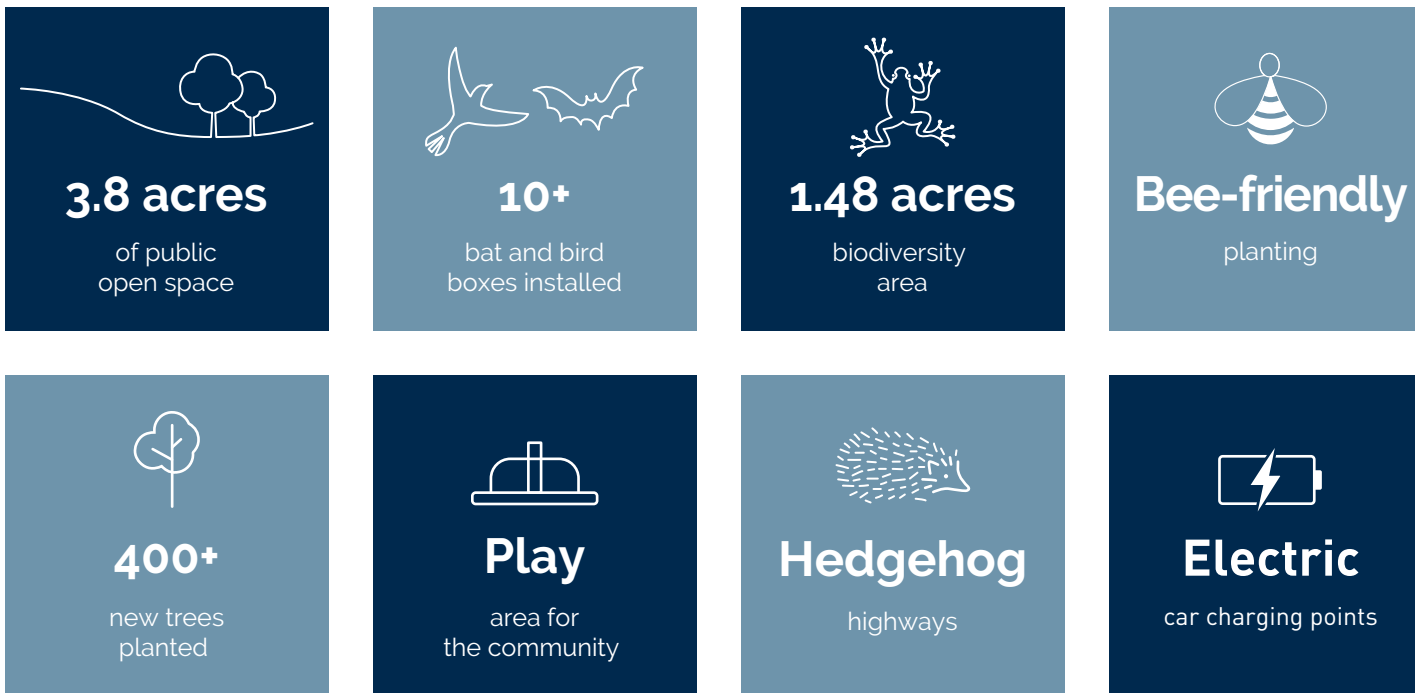 3.8 acres
of public
open space
10+
bat and bird
boxes installed
1.48 acres
biodiversity
area
Bee-friendly
planting
400+
new trees
planted
Play
area for
the community
Hedgehog
highways
Electric
car charging points